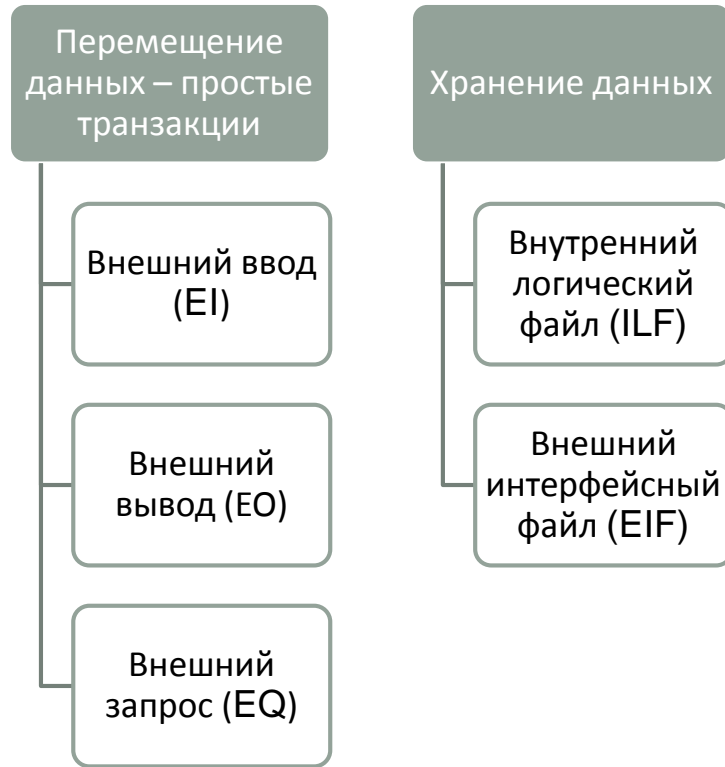 Перемещение
данных – простые
транзакции
Внешний ввод
(EI)
Внешний
вывод (EO)
Внешний
запрос (EQ)
Хранение данных
Внутренний
логический
файл (ILF)
Внешний
интерфейсный
файл (EIF)